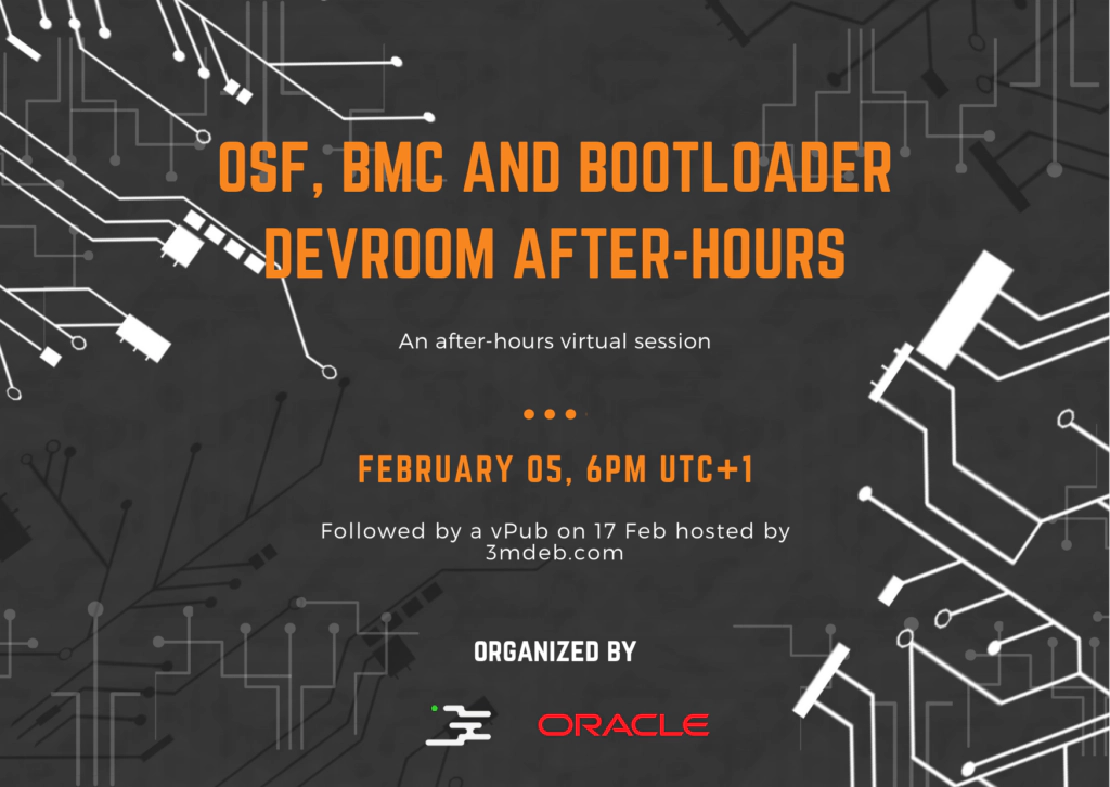 OSF, BMC AND BOOTLOADER
DEVROOM AFTER-HOURS
An after-hours virtual session
FEBRUARY 05, 6PM UTC+1
Followed by a vPub on 17 Feb hosted by
3mdeb.com
ORGANIZED BY
ORACLE